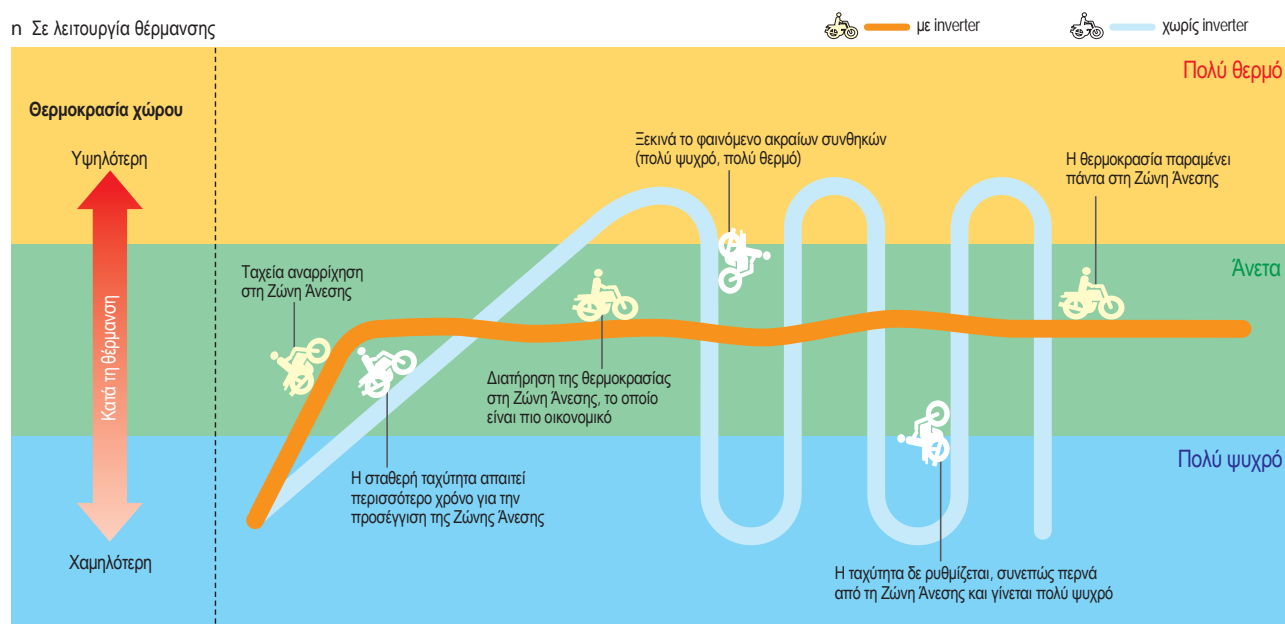 n Σε λειτουργία θέρμανσης
με inverter
χωρίς inverter
Πολύ θερμό
Θερμοκρασία χώρου
Υψηλότερη
Κατά τη θέρμανση
Χαμηλότερη
Ξεκινά το φαινόμενο ακραίων συνθηκών
(πολύ ψυχρό, πολύ θερμό)
Η θερμοκρασία παραμένει
πάντα στη Ζώνη Άνεσης
Άνετα
Ταχεία αναρρίχηση
στη Ζώνη Άνεσης
Διατήρηση της θερμοκρασίας
στη Ζώνη Άνεσης, το οποίο
είναι πιο οικονομικό
Πολύ ψυχρό
Η σταθερή ταχύτητα απαιτεί
περισσότερο χρόνο για την
προσέγγιση της Ζώνης Άνεσης
Η ταχύτητα δε ρυθμίζεται, συνεπώς περνά
από τη Ζώνη Άνεσης και γίνεται πολύ ψυχρό